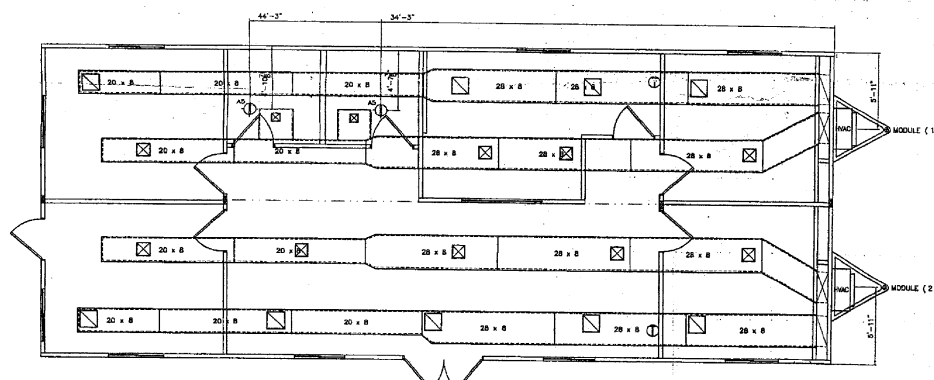 44'-3" 34'-3"
20 x 8 20 x 8 20 x 8 28 x 8 28 x 8 28 x 8
5'-11"
A5 A5
HVAC MODULE (1
20 x 8 20 x 8 28 x 8 28 x 8 28 x 8
20 x 8 20 x 8 28 x 8 28 x 8 28 x 8
HVAC MODULE (2
20 x 8 20 x 8 20 x 8 28 x 8 28 x 8 28 x 8
5'-11"